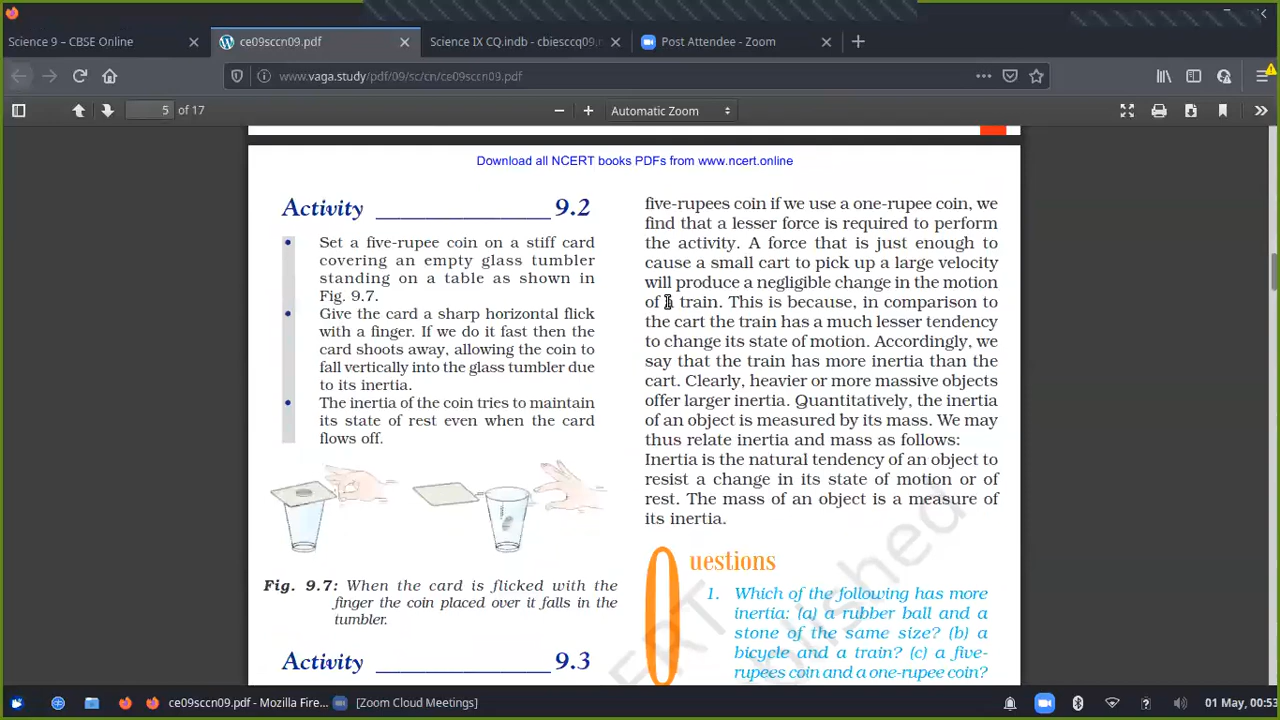 Science 9 – CBSE Online
ce09sccn09.pdf
Science IX CQ.indb - cbiesccq09.
Post Attendee - Zoom
www.vaga.study/pdf/09/sc/cn/ce09sccn09.pdf
5 of 17
Automatic Zoom
Download all NCERT books PDFs from www.ncert.online
Activity ______________ 9.2
• Set a five-rupee coin on a stiff card
covering an empty glass tumbler
standing on a table as shown in
Fig. 9.7.
• Give the card a sharp horizontal flick
with a finger. If we do it fast then the
card shoots away, allowing the coin to
fall vertically into the glass tumbler due
to its inertia.
• The inertia of the coin tries to maintain
its state of rest even when the card
flows off.
Fig. 9.7: When the card is flicked with the
finger the coin placed over it falls in the
tumbler.
Activity ______________ 9.3
five-rupees coin if we use a one-rupee coin, we
find that a lesser force is required to perform
the activity. A force that is just enough to
cause a small cart to pick up a large velocity
will produce a negligible change in the motion
of a train. This is because, in comparison to
the cart the train has a much lesser tendency
to change its state of motion. Accordingly, we
say that the train has more inertia than the
cart. Clearly, heavier or more massive objects
offer larger inertia. Quantitatively, the inertia
of an object is measured by its mass. We may
thus relate inertia and mass as follows:
Inertia is the natural tendency of an object to
resist a change in its state of motion or of
rest. The mass of an object is a measure of
its inertia.
Questions
1. Which of the following has more
inertia: (a) a rubber ball and a
stone of the same size? (b) a
bicycle and a train? (c) a five-
rupees coin and a one-rupee coin?
ce09sccn09.pdf - Mozilla Fire...
[Zoom Cloud Meetings]
01 May, 00:53